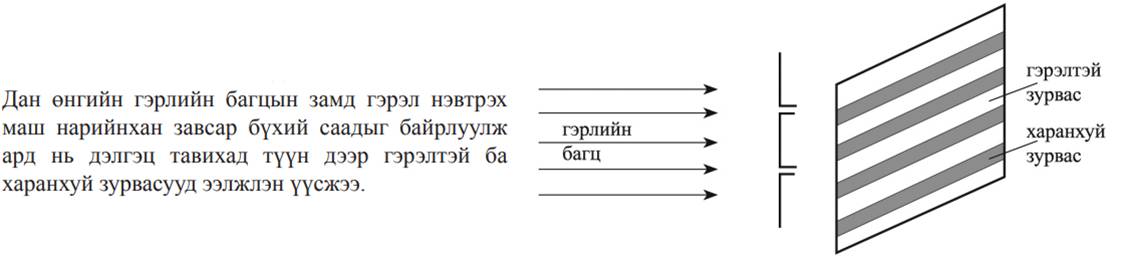 Дан өнгийн гэрлийн багцын замд гэрэл нэвтрэх
маш нарийнхан завсар бүхий саадыг байрлуулж
ард нь дэлгэц тавихад түүн дээр гэрэлтэй ба
харанхуй зурвасууд ээлжлэн үүсжээ.
гэрлийн
багц
гэрэлтэй
зурвас
харанхуй
зурвас